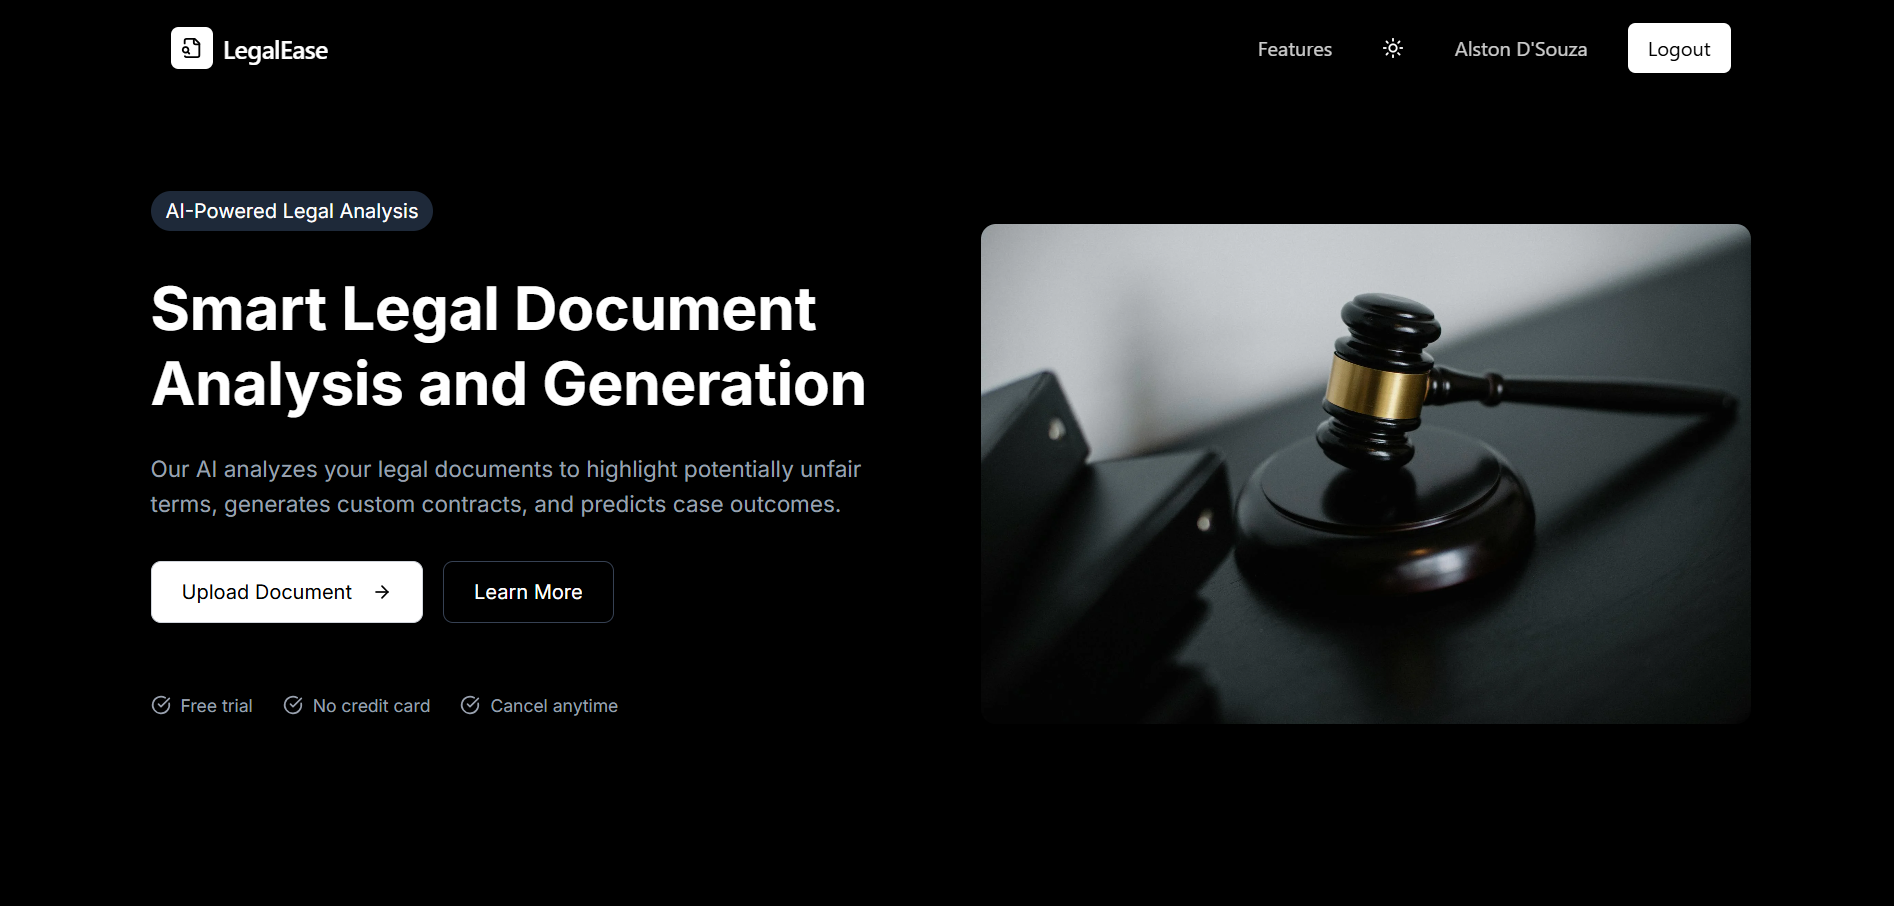 LegalEase
Features
Alston D'Souza
Logout
AI-Powered Legal Analysis
Smart Legal Document
Analysis and Generation
Our AI analyzes your legal documents to highlight potentially unfair
terms, generates custom contracts, and predicts case outcomes.
Upload Document
Learn More
Free trial
No credit card
Cancel anytime